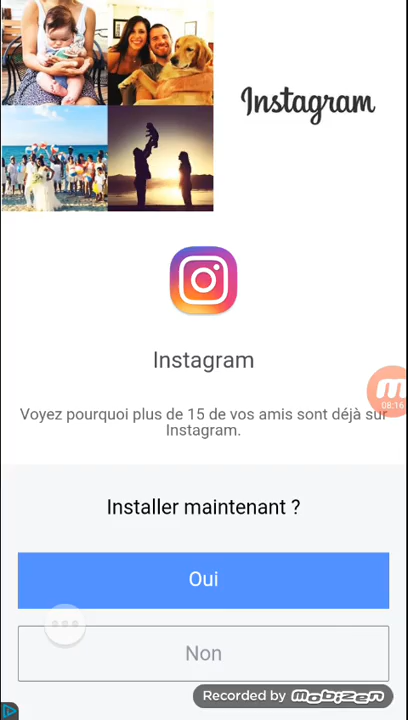 Instagram
Instagram
Voyez pourquoi plus de 15 de vos amis sont déjà sur
Instagram.
08:16
Installer maintenant ?
Oui
Non
Recorded by mobizen